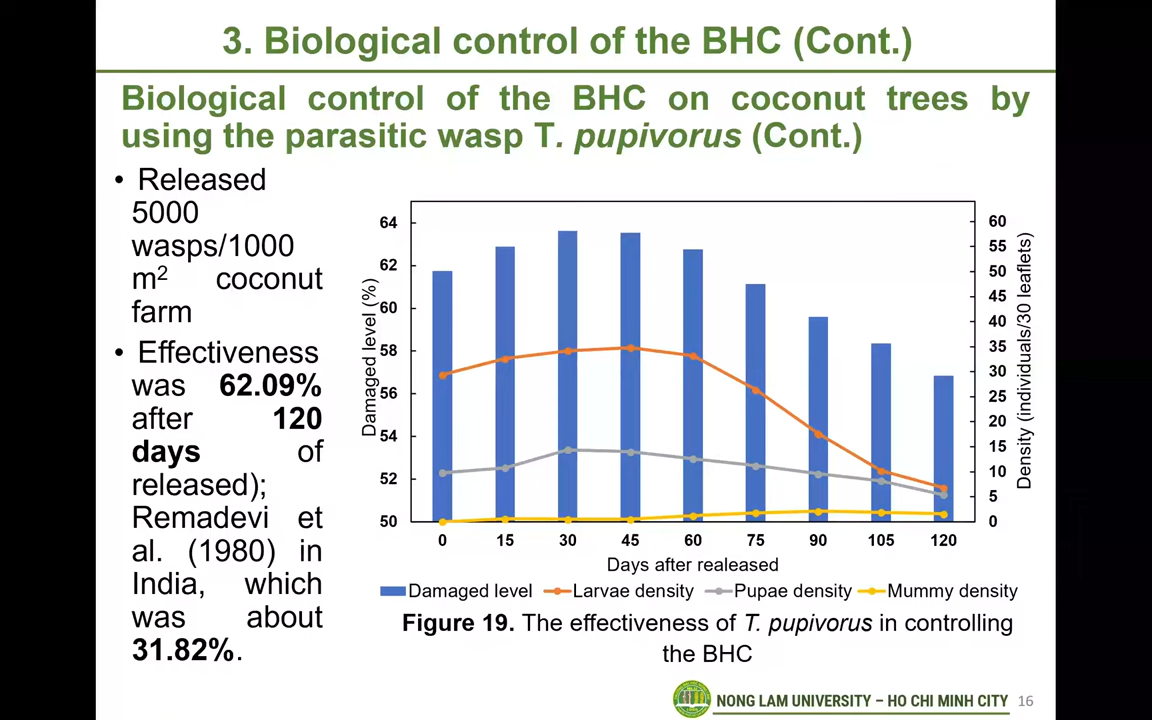 3. Biological control of the BHC (Cont.)
Biological control of the BHC on coconut trees by
using the parasitic wasp T. pupivorus (Cont.)
• Released
5000
wasps/1000
m² coconut
farm
• Effectiveness
was 62.09%
after 120
days of
released);
Remadevi et
al. (1980) in
India, which
was about
31.82%.
Damaged level (%)
64
62
60
58
56
54
52
50
60
55
50
45
40
35
30
25
20
15
10
5
0
Density (individuals/30 leaflets)
0 15 30 45 60 75 90 105 120
Days after realeased
Damaged level Larvae density Pupae density Mummy density
Figure 19. The effectiveness of T. pupivorus in controlling
the BHC
NONG LAM UNIVERSITY – HO CHI MINH CITY 16